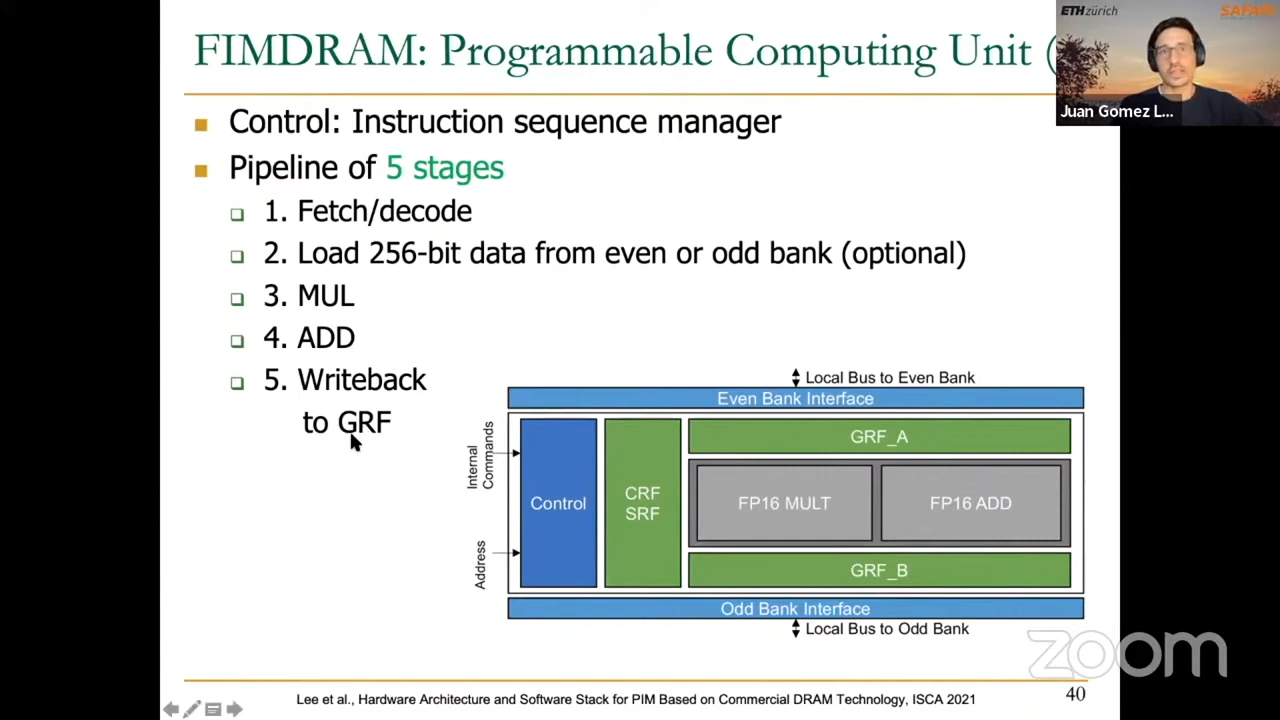 FIMDRAM: Programmable Computing Unit (
ETH zürich
SAFARI
Juan Gomez L...
Control: Instruction sequence manager
Pipeline of 5 stages
1. Fetch/decode
2. Load 256-bit data from even or odd bank (optional)
3. MUL
4. ADD
5. Writeback
to GRF
Local Bus to Even Bank
Even Bank Interface
Internal
Commands
Address
Control
CRF
SRF
GRF_A
FP16 MULT
FP16 ADD
GRF_B
Odd Bank Interface
Local Bus to Odd Bank
zoom
Lee et al., Hardware Architecture and Software Stack for PIM Based on Commercial DRAM Technology, ISCA 2021
40